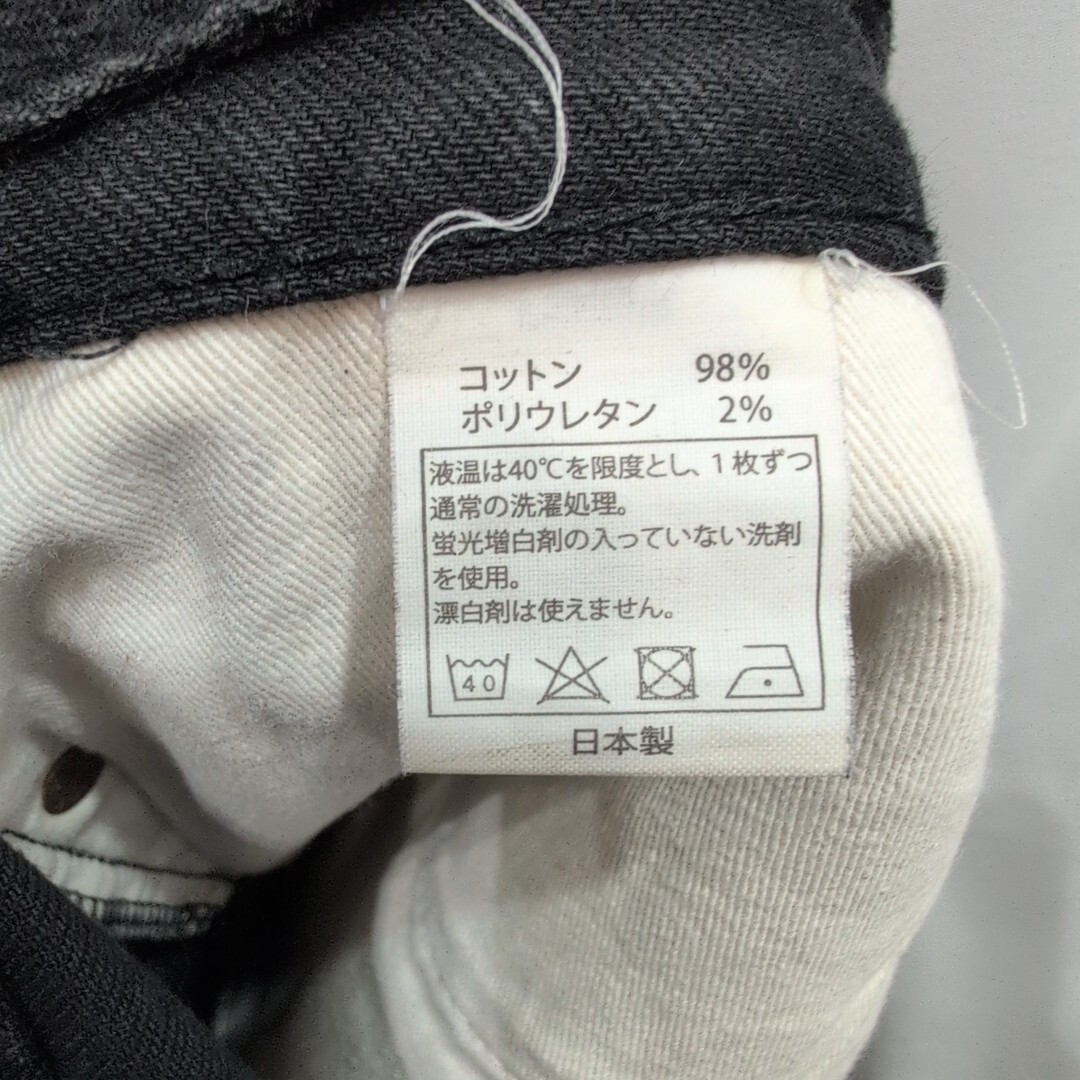 コットン 98%
ポリウレタン 2%
液温は40℃を限度とし、1枚ずつ
通常の洗濯処理。
蛍光増白剤の入っていない洗剤
を使用。
漂白剤は使えません。
40
日本製